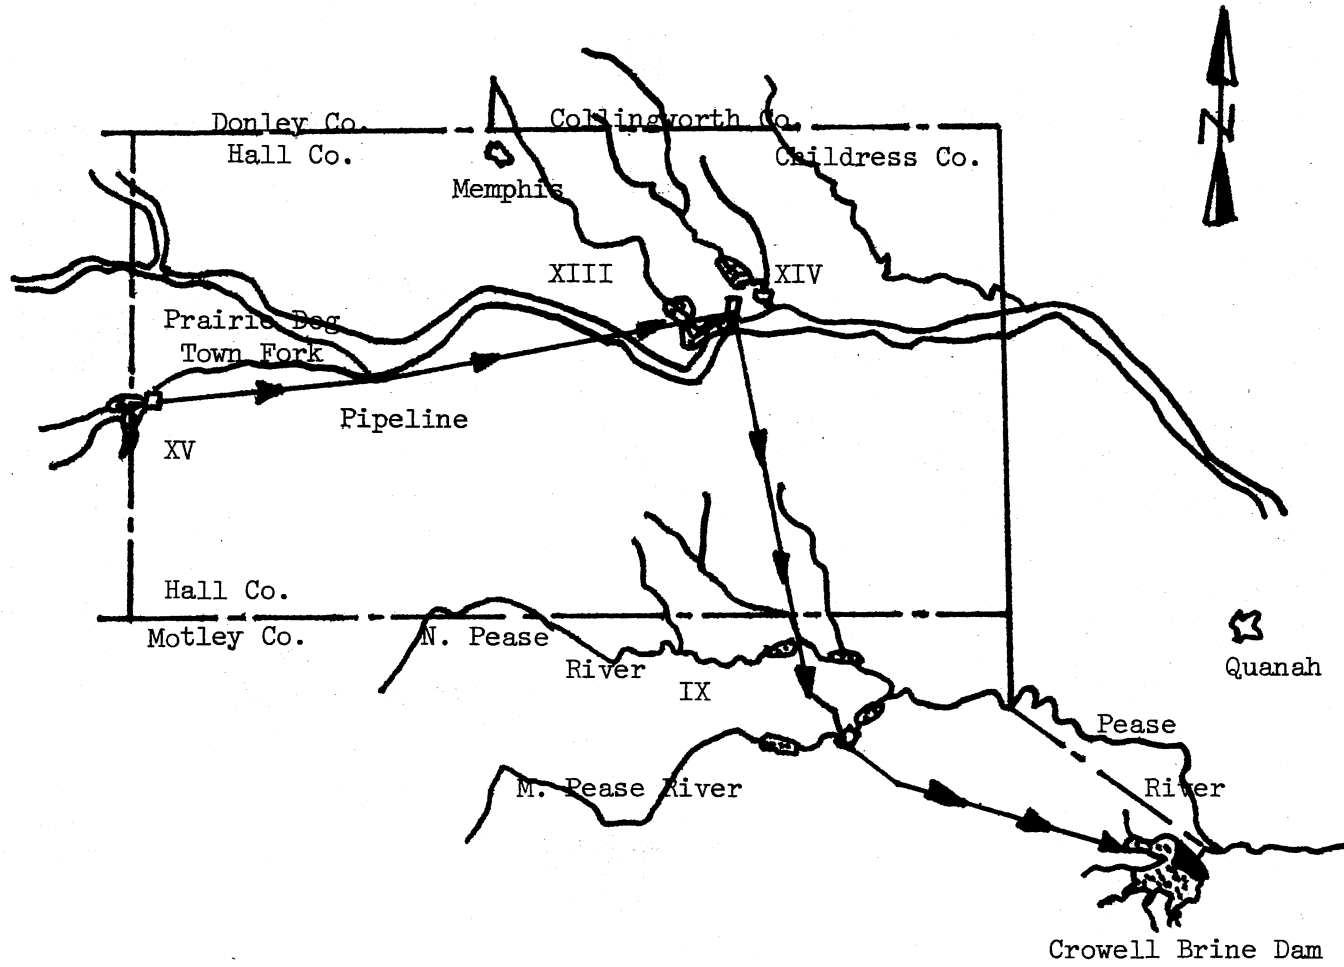 N
Donley Co.
Collingworth Co.
Hall Co.
Childress Co.
Memphis
XIII
XIV
Prairie Dog
Town Fork
Pipeline
XV
Hall Co.
Motley Co.
N. Pease
River
IX
Quanah
Pease
M. Pease River
River
Crowell Brine Dam